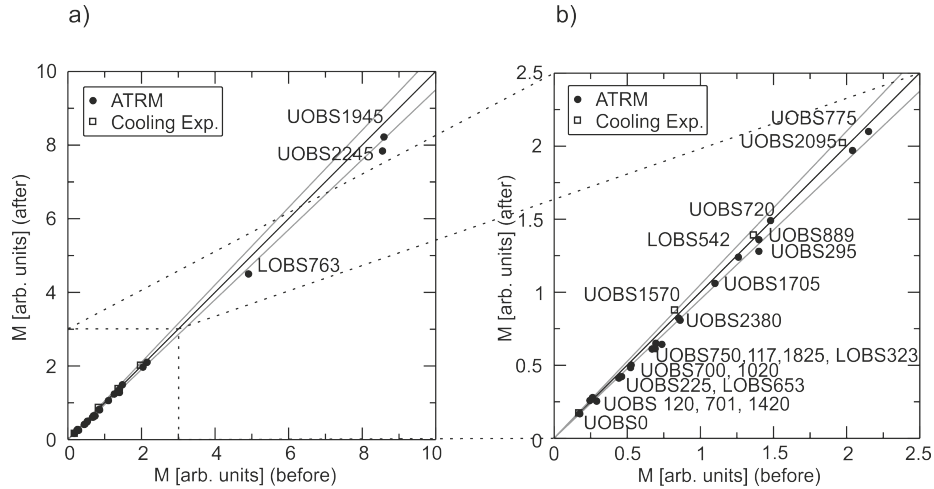 a)
10
8
6
4
2
0
0
2
4
6
8
10
M [arb. units] (after)
M [arb. units] (before)
ATRM
Cooling Exp.
UOBS1945
UOBS2245
LOBS763
b)
2.5
2
1.5
1
0.5
0
0
0.5
1
1.5
2
2.5
M [arb. units] (after)
M [arb. units] (before)
ATRM
Cooling Exp.
UOBS775
UOBS2095
UOBS720
LOBS542
UOBS889
UOBS295
UOBS1705
UOBS1570
UOBS2380
UOBS750,117,1825, LOBS323
UOBS700, 1020
UOBS225, LOBS653
UOBS 120, 701, 1420
UOBS0